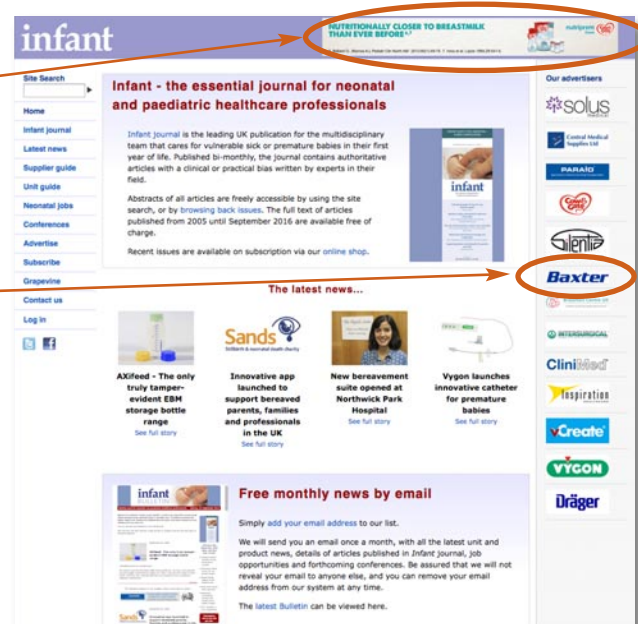 infant
NUTRITIONALLY CLOSER TO BREASTMILK
THAN EVER BEFORE
nutriprem
Site Search
Home
Infant journal
Latest news
Supplier guide
Unit guide
Neonatal jobs
Conferences
Advertise
Subscribe
Grapevine
Contact us
Log in
Infant - the essential journal for neonatal
and paediatric healthcare professionals
Infant journal is the leading UK publication for the multidisciplinary
team that cares for vulnerable sick or premature babies in their first
year of life. Published bi-monthly, the journal contains authoritative
articles with a clinical or practical bias written by experts in their
field.
Abstracts of all articles are freely accessible by using the site
search, or by browsing back issues. The full text of articles
published from 2005 until September 2016 are available free of
charge.
Recent issues are available on subscription via our online shop.
infant
The latest news...
AXifeed - The only
truly tamper-
evident EBM
storage bottle
range
See full story
Sands
Stillbirth & neonatal death charity
Innovative app
launched to
support bereaved
parents, families
and professionals
in the UK
See full story
New bereavement
suite opened at
Northwick Park
Hospital
See full story
Vygon launches
innovative catheter
for premature
babies
See full story
infant
BULLETIN
Sands
Free monthly news by email
Simply add your email address to our list.
We will send you an email once a month, with all the latest unit and
product news, details of articles published in Infant journal, job
opportunities and forthcoming conferences. Be assured that we will not
reveal your email to anyone else, and you can remove your email
address from our system at any time.
The latest Bulletin can be viewed here.
Our advertisers
solus
medical
Central Medical
Supplies Ltd
PARAID
Cow & Gate
Silentia
Baxter
INTERSURGICAL
CliniMed
Inspiration
vCreate
VYGON
Dräger